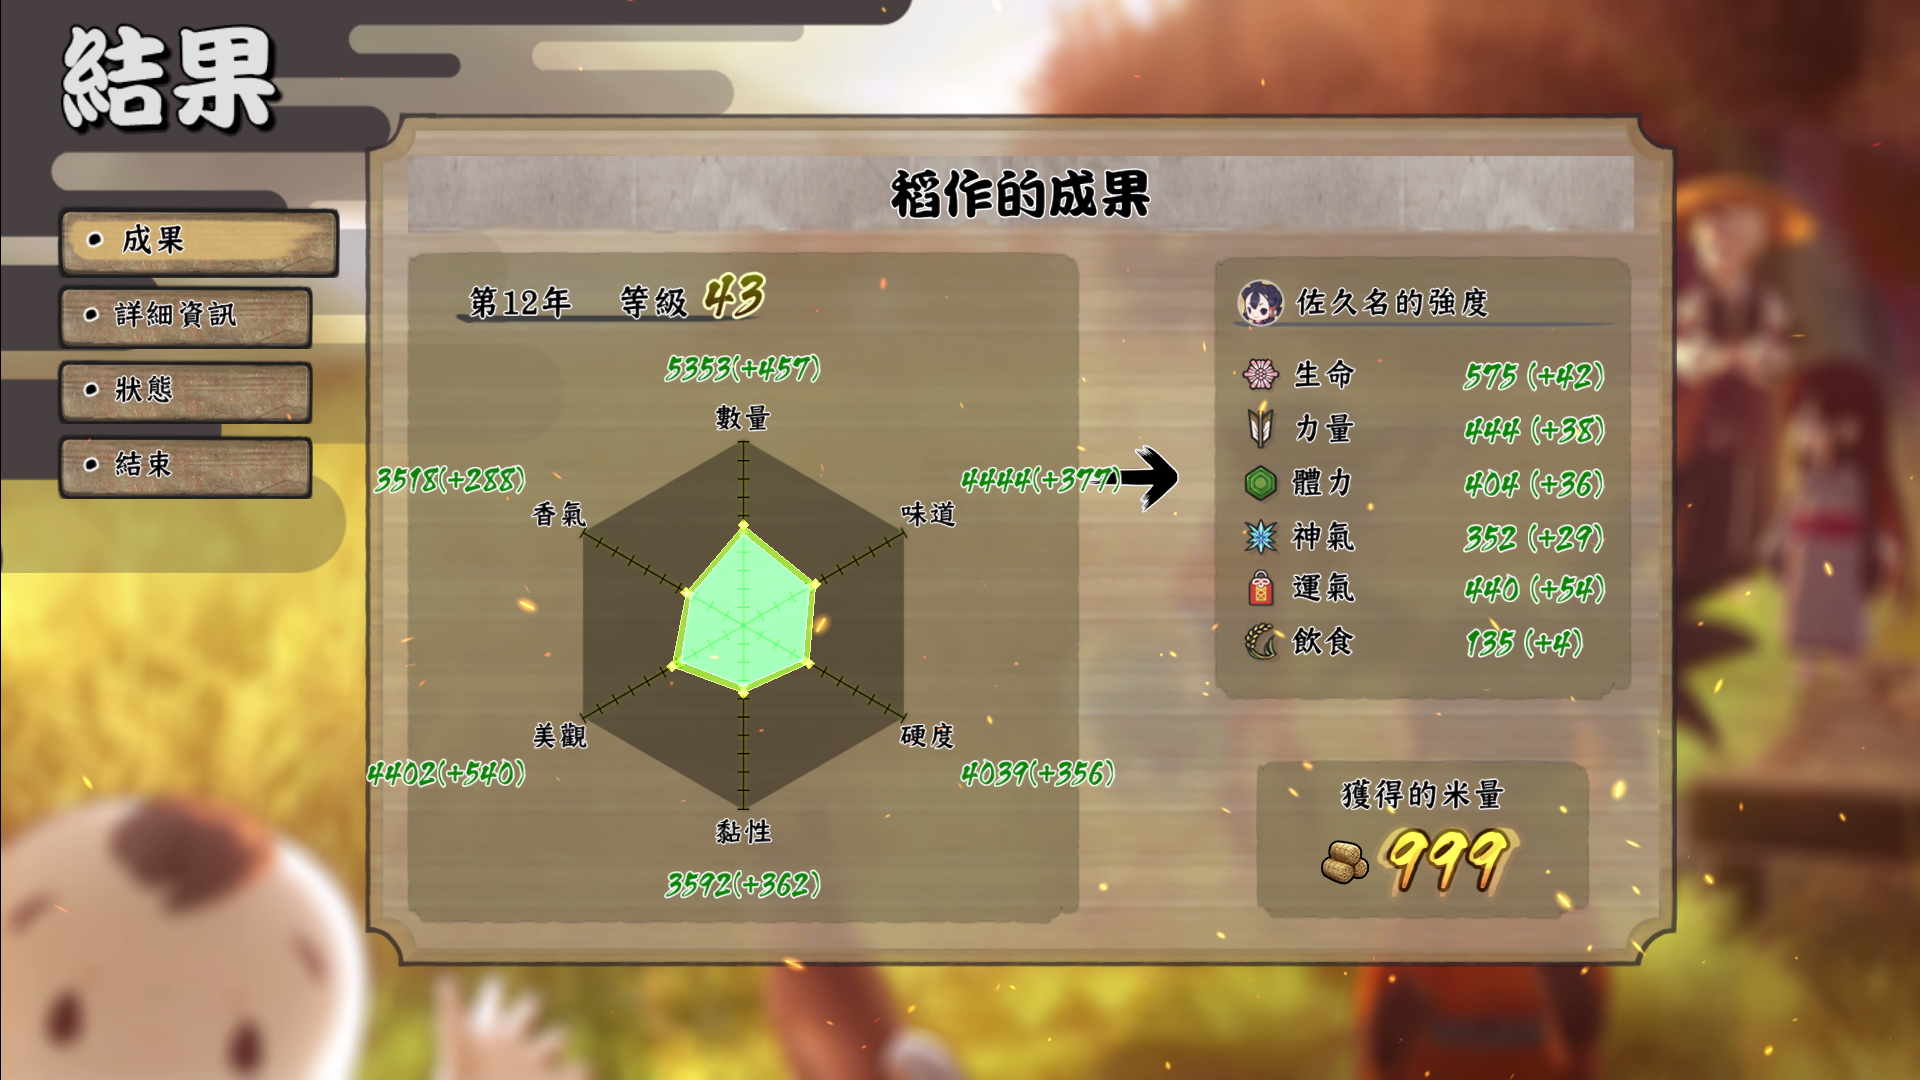 結果
成果
詳細資訊
狀態
結束
稻作的成果
第12年 等級 43
5353(+457)
數量
3518(+288)
香氣
4444(+377)
味道
美觀
4402(+540)
硬度
4039(+356)
黏性
3592(+362)
佐久名的強度
生命 575 (+42)
力量 444 (+38)
體力 404 (+36)
神氣 352 (+29)
運氣 440 (+54)
飲食 135 (+4)
獲得的米量
999